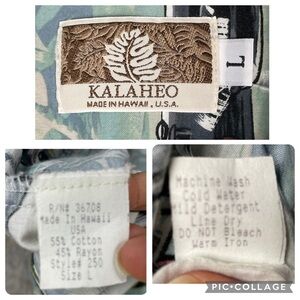 KALAHEO
MADE IN HAWAII, U.S.A.
L
R/N# 36708
Made In Hawaii
USA
55% Cotton
45% Rayon
Style# 250
Size L
Machine Wash
Cold Water
Mild Detergent
Line Dry
DO NOT Bleach
Warm Iron
PIC•COLLAGE